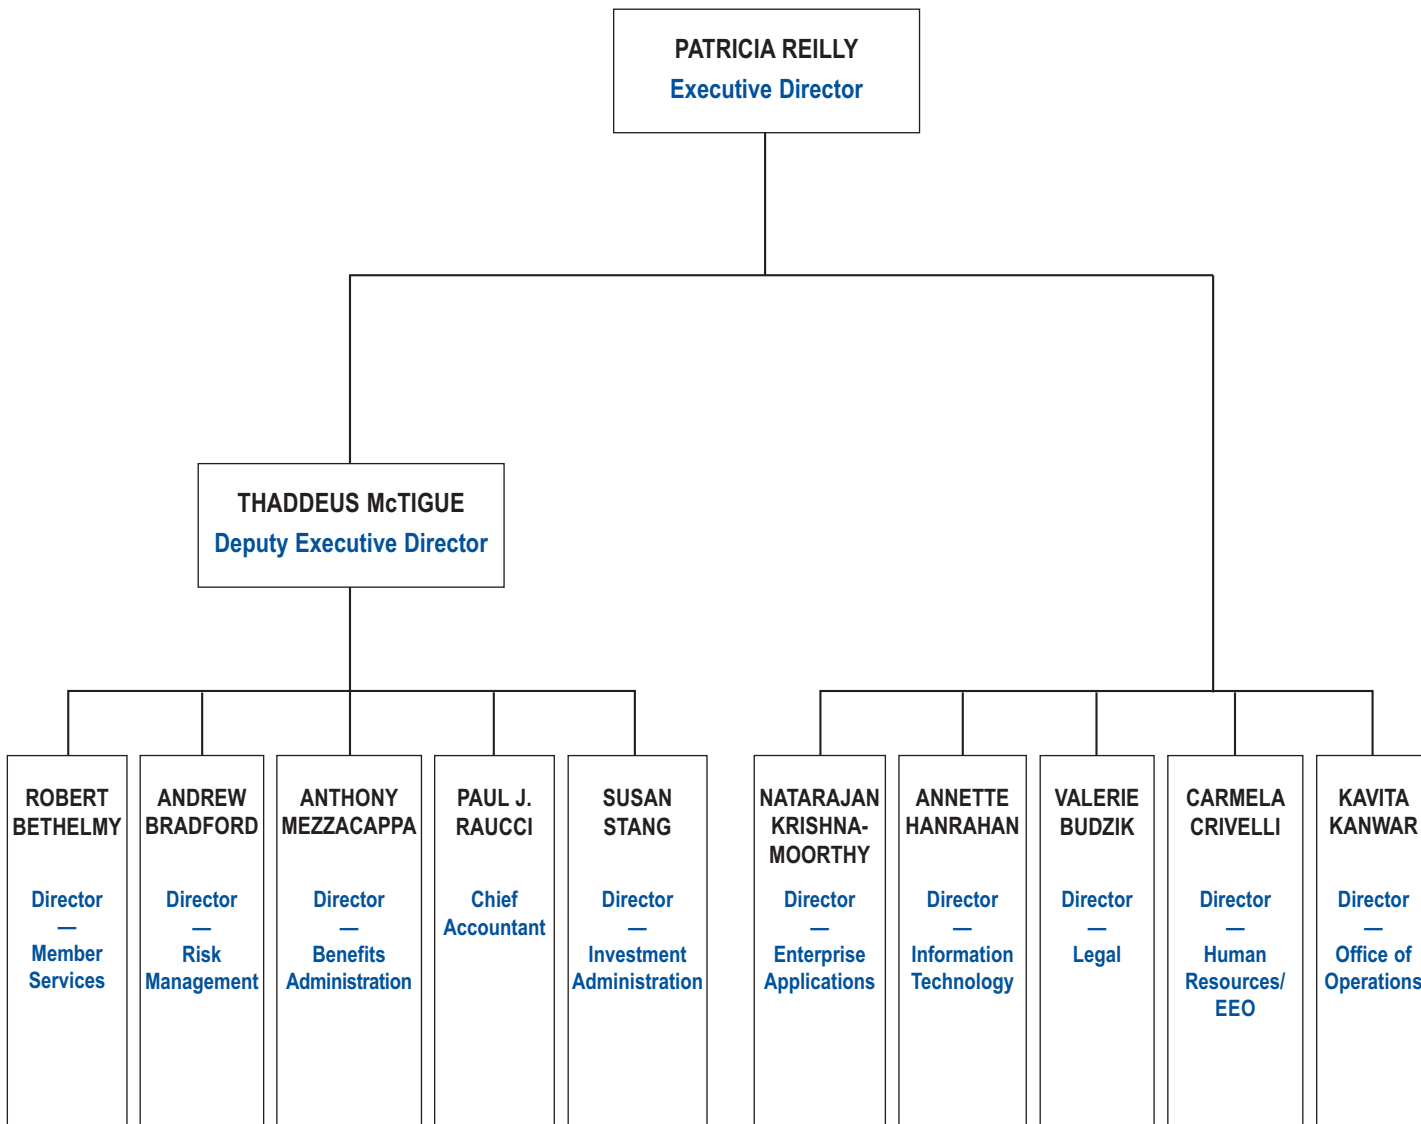 PATRICIA REILLY
Executive Director
THADDEUS McTIGUE
Deputy Executive Director
ROBERT
BETHELMY
Director
—
Member
Services
ANDREW
BRADFORD
Director
—
Risk
Management
ANTHONY
MEZZACAPPA
Director
—
Benefits
Administration
PAUL J.
RAUCCI
Chief
Accountant
SUSAN
STANG
Director
—
Investment
Administration
NATARAJAN
KRISHNA-
MOORTHY
Director
—
Enterprise
Applications
ANNETTE
HANRAHAN
Director
—
Information
Technology
VALERIE
BUDZIK
Director
—
Legal
CARMELA
CRIVELLI
Director
—
Human
Resources/
EEO
KAVITA
KANWAR
Director
—
Office of
Operations